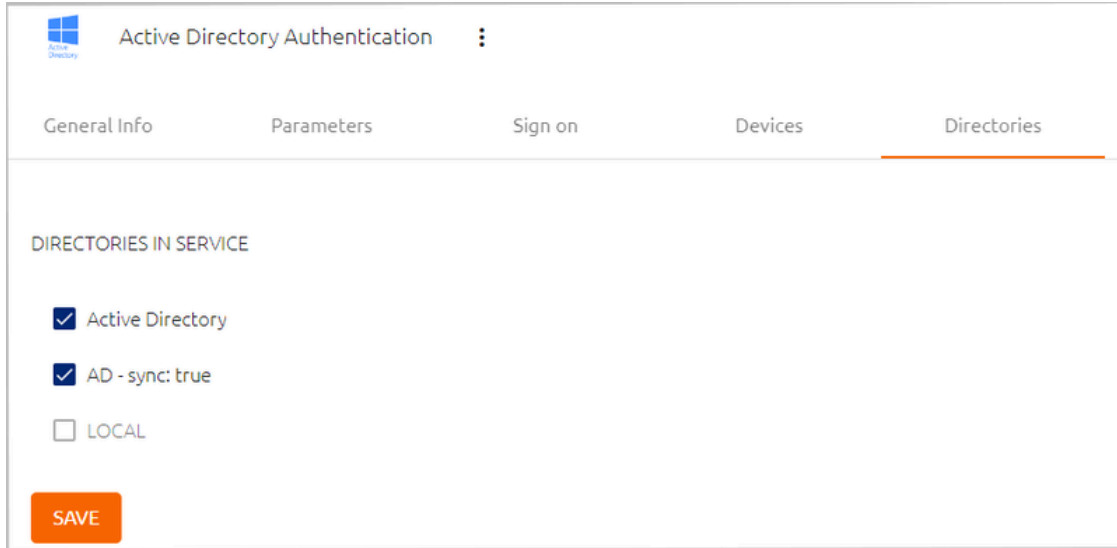 Active
Directory
Active Directory Authentication
General Info Parameters Sign on Devices Directories
DIRECTORIES IN SERVICE
Active Directory
AD - sync: true
LOCAL
SAVE